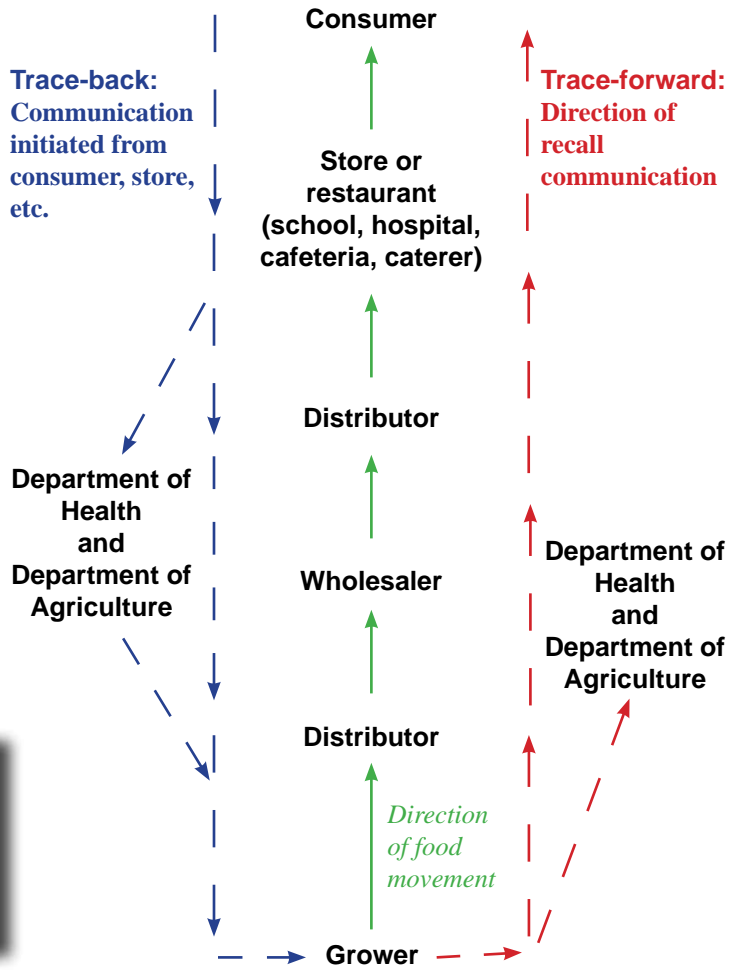 Consumer
Trace-back:
Communication
initiated from
consumer, store,
etc.
Trace-forward:
Direction of
recall
communication
Store or
restaurant
(school, hospital,
cafeteria, caterer)
Distributor
Department of
Health
and
Department of
Agriculture
Wholesaler
Department of
Health
and
Department of
Agriculture
Distributor
Direction
of food
movement
Grower